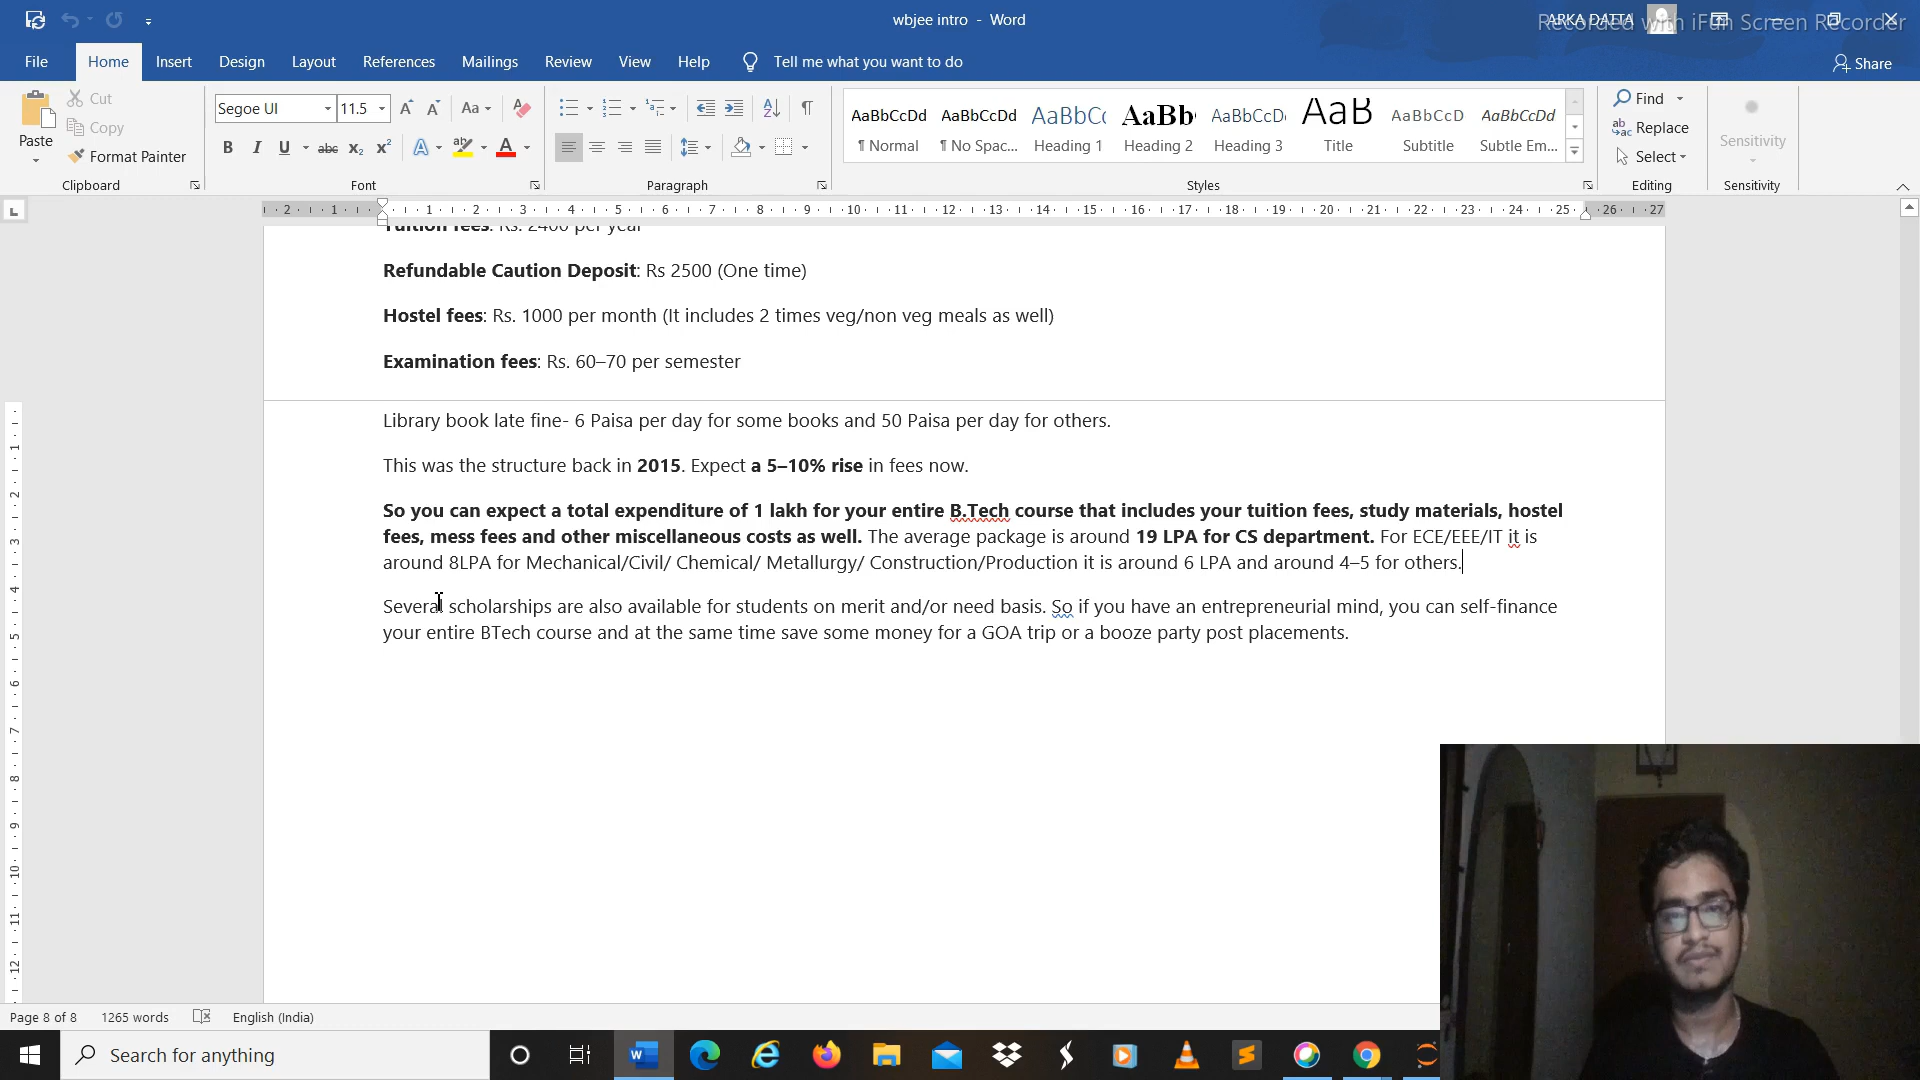 wbjee intro - Word
ARKA DATTA
Recorded with iFun Screen Recorder
File Home Insert Design Layout References Mailings Review View Help Tell me what you want to do
Share
Paste
Cut
Copy
Format Painter
Clipboard
Segoe UI 11.5
Font
Paragraph
AaBbCcDd AaBbCcDd AaBbCc AaBb AaBbCcD AaB AaBbCcD AaBbCcDd
¶ Normal ¶ No Spac... Heading 1 Heading 2 Heading 3 Title Subtitle Subtle Em...
Styles
Find
Replace
Select
Editing
Sensitivity
Sensitivity
Tuition fees: Rs. 2400 per year
Refundable Caution Deposit: Rs 2500 (One time)
Hostel fees: Rs. 1000 per month (It includes 2 times veg/non veg meals as well)
Examination fees: Rs. 60–70 per semester
Library book late fine- 6 Paisa per day for some books and 50 Paisa per day for others.
This was the structure back in 2015. Expect a 5–10% rise in fees now.
So you can expect a total expenditure of 1 lakh for your entire B.Tech course that includes your tuition fees, study materials, hostel
fees, mess fees and other miscellaneous costs as well. The average package is around 19 LPA for CS department. For ECE/EEE/IT it is
around 8LPA for Mechanical/Civil/ Chemical/ Metallurgy/ Construction/Production it is around 6 LPA and around 4–5 for others.
Several scholarships are also available for students on merit and/or need basis. So if you have an entrepreneurial mind, you can self-finance
your entire BTech course and at the same time save some money for a GOA trip or a booze party post placements.
Page 8 of 8 1265 words English (India)
Search for anything